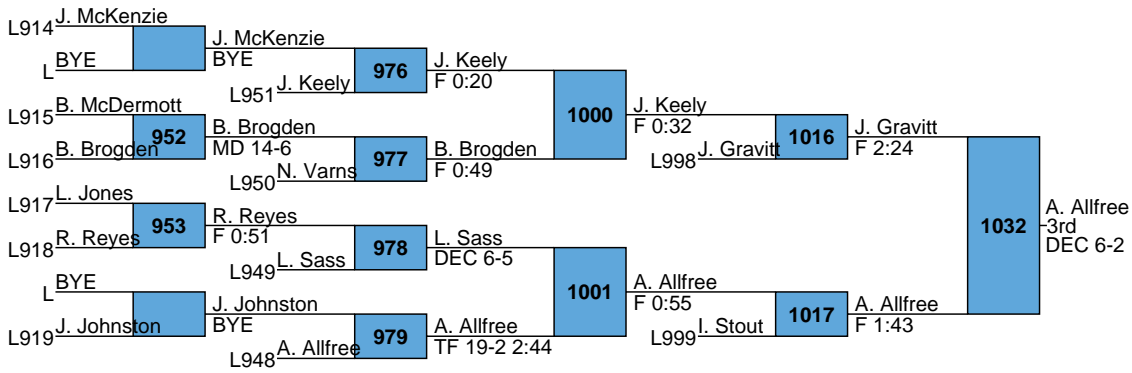 L914 J. McKenzie
L BYE
J. McKenzie
BYE
L951 J. Keely
976
J. Keely
F 0:20
L915 B. McDermott
L916 B. Brogden
952
B. Brogden
MD 14-6
L950 N. Varns
977
B. Brogden
F 0:49
1000
J. Keely
F 0:32
L998 J. Gravitt
1016
J. Gravitt
F 2:24
L917 L. Jones
L918 R. Reyes
953
R. Reyes
F 0:51
L949 L. Sass
978
L. Sass
DEC 6-5
L BYE
L919 J. Johnston
J. Johnston
BYE
L948 A. Allfree
979
A. Allfree
TF 19-2 2:44
1001
A. Allfree
F 0:55
L999 I. Stout
1017
A. Allfree
F 1:43
1032
A. Allfree
3rd
DEC 6-2